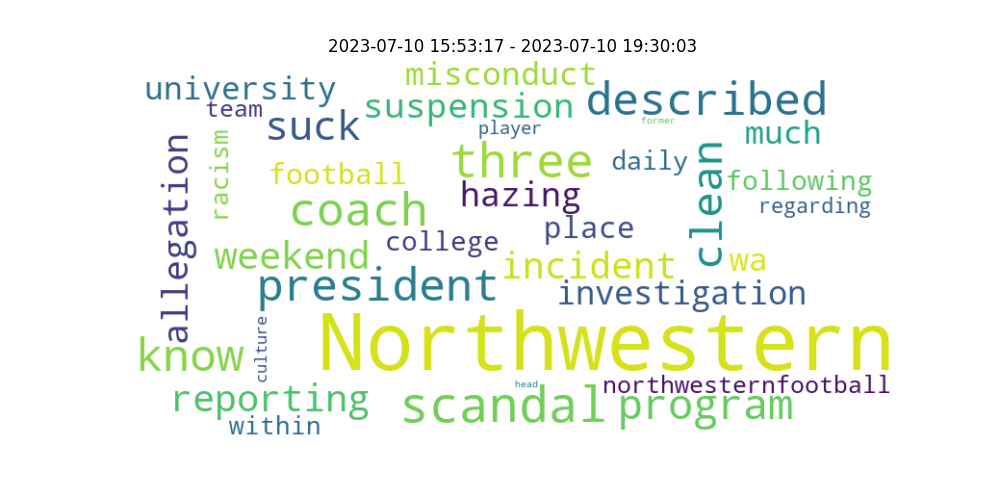 2023-07-10 15:53:17 - 2023-07-10 19:30:03
misconduct
university
described
suspension
team
suck
former
player
much
three
racism
allegation
daily
clean
football
following
hazing
coach
regarding
place
college
weekend
incident
wa
president
investigation
Northwestern
know
culture
head
northwesternfootball
reporting
scandal
program
within